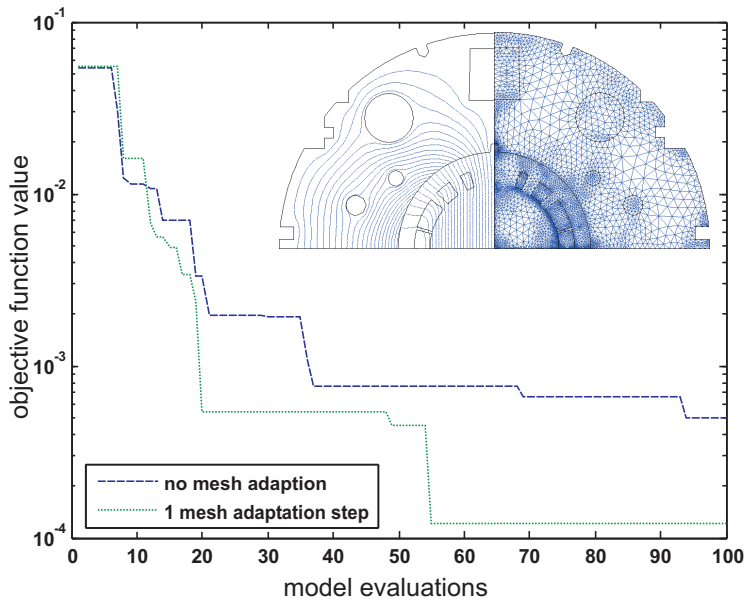 10^-1
10^-2
10^-3
10^-4
objective function value
no mesh adaption
1 mesh adaptation step
0 10 20 30 40 50 60 70 80 90 100
model evaluations